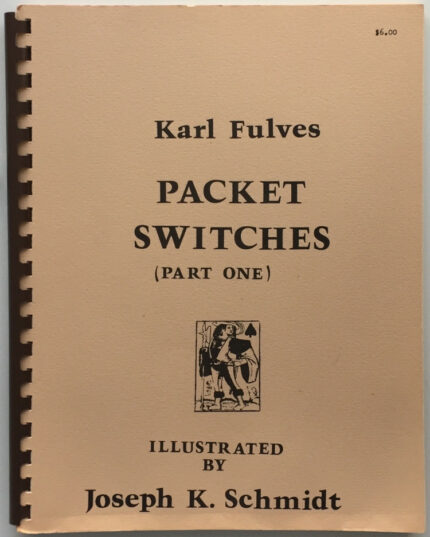 $6.00
Karl Fulves
PACKET
SWITCHES
(PART ONE)
ILLUSTRATED
BY
Joseph K. Schmidt